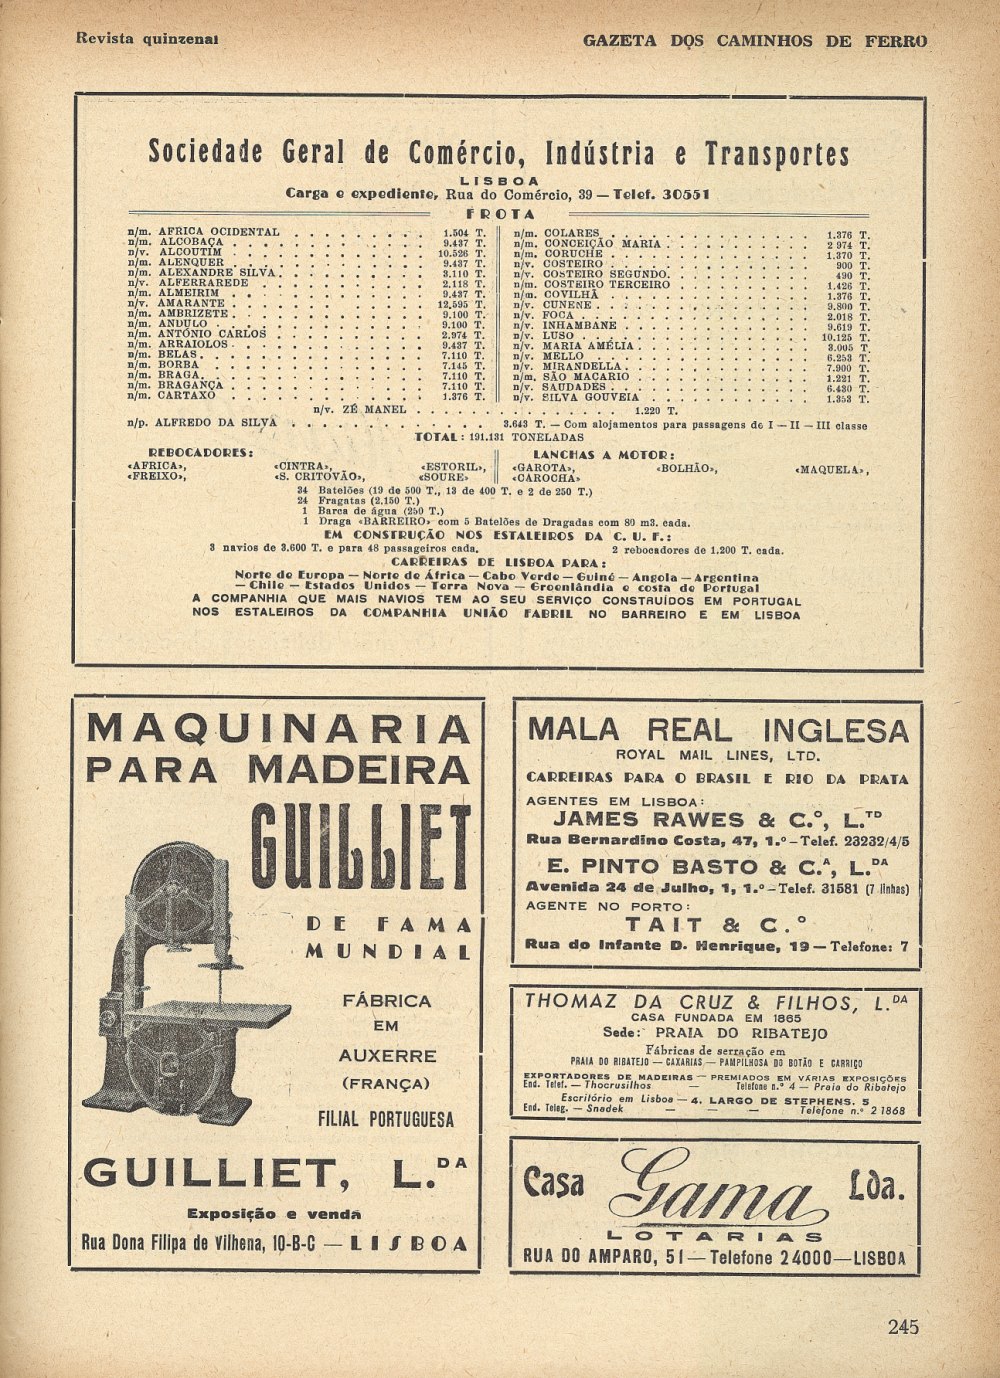 Revista quinzenal
GAZETA DOS CAMINHOS DE FERRO
Sociedade Geral de Comércio, Indústria e Transportes
LISBOA
Carga e expediente, Rua do Comércio, 39 — Telef. 30551
FROTA
n/m. AFRICA OCIDENTAL . . . 1.504 T.
n/m. ALCOBAÇA . . . 9.437 T.
n/v. ALCOUTIM . . . 10.526 T.
n/m. ALENQUER . . . 9.437 T.
n/m. ALEXANDRE SILVA . . . 3.110 T.
n/v. ALFERRAREDE . . . 2.118 T.
n/m. ALMEIRIM . . . 9.437 T.
n/v. AMARANTE . . . 12.595 T.
n/m. AMBRIZETE . . . 9.100 T.
n/m. ANDULO . . . 9.100 T.
n/m. ANTÓNIO CARLOS . . . 2.974 T.
n/m. ARRAIOLOS . . . 9.437 T.
n/m. BELAS . . . 7.110 T.
n/m. BORBA . . . 7.145 T.
n/m. BRAGA . . . 7.110 T.
n/m. BRAGANÇA . . . 7.110 T.
n/m. CARTAXO . . . 1.376 T.
n/m. COLARES . . . 1.376 T.
n/m. CONCEIÇÃO MARIA . . . 2 974 T.
n/m. CORUCHE . . . 1.370 T.
n/v. COSTEIRO . . . 900 T.
n/v. COSTEIRO SEGUNDO . . . 490 T.
n/m. COSTEIRO TERCEIRO . . . 1.426 T.
n/m. COVILHÃ . . . 1.376 T.
n/v. CUNENE . . . 9.800 T.
n/v. FOCA . . . 2.018 T.
n/v. INHAMBANE . . . 9.619 T.
n/v. LUSO . . . 10.125 T.
n/v. MARIA AMÉLIA . . . 3.005 T.
n/v. MELLO . . . 6.253 T.
n/v. MIRANDELLA . . . 7.900 T.
n/m. SÃO MACARIO . . . 1.221 T.
n/v. SAUDADES . . . 6.430 T.
n/v. SILVA GOUVEIA . . . 1.353 T.
n/v. ZÉ MANEL . . . 1.220 T.
n/p. ALFREDO DA SILVA . . . 3.643 T. — Com alojamentos para passagens de I — II — III classe
TOTAL: 191.131 TONELADAS
REBOCADORES:
«AFRICA», «CINTRA», «ESTORIL»,
«FREIXO», «S. CRITOVÃO», «SOURE»
LANCHAS A MOTOR:
«GAROTA», «BOLHÃO», «MAQUELA»,
«CAROCHA»
34 Batelões (19 de 500 T., 13 de 400 T. e 2 de 250 T.)
24 Fragatas (2.150 T.)
1 Barca de água (250 T.)
1 Draga «BARREIRO» com 5 Batelões de Dragadas com 80 m3. cada.
EM CONSTRUÇÃO NOS ESTALEIROS DA C. U. F.:
3 navios de 3.600 T. e para 48 passageiros cada. 2 rebocadores de 1.200 T. cada.
CARREIRAS DE LISBOA PARA:
Norte de Europa — Norte de África — Cabo Verde — Guiné — Angola — Argentina
— Chile — Estados Unidos — Terra Nova — Groenlândia e costa de Portugal
A COMPANHIA QUE MAIS NAVIOS TEM AO SEU SERVIÇO CONSTRUÍDOS EM PORTUGAL
NOS ESTALEIROS DA COMPANHIA UNIÃO FABRIL NO BARREIRO E EM LISBOA
MAQUINARIA
PARA MADEIRA
GUILLIET
DE FAMA
MUNDIAL
FÁBRICA
EM
AUXERRE
(FRANÇA)
FILIAL PORTUGUESA
GUILLIET, L.DA
Exposição e venda
Rua Dona Filipa de Vilhena, 10-B-C — LISBOA
MALA REAL INGLESA
ROYAL MAIL LINES, LTD.
CARREIRAS PARA O BRASIL E RIO DA PRATA
AGENTES EM LISBOA:
JAMES RAWES & C.º, L.TD
Rua Bernardino Costa, 47, 1.º – Telef. 23232/4/5
E. PINTO BASTO & C.A, L.DA
Avenida 24 de Julho, 1, 1.º – Telef. 31581 (7 linhas)
AGENTE NO PORTO:
TAIT & C.º
Rua do Infante D. Henrique, 19 — Telefone: 7
THOMAZ DA CRUZ & FILHOS, L.DA
CASA FUNDADA EM 1865
Sede: PRAIA DO RIBATEJO
Fábricas de serração em
PRAIA DO RIBATEJO — CAXARIAS — PAMPILHOSA DO BOTÃO E CARRIÇO
EXPORTADORES DE MADEIRAS — PREMIADOS EM VÁRIAS EXPOSIÇÕES
End. Telef. — Thocrusilhos — Telefone n.º 4 — Praia do Ribatejo
Escritório em Lisboa — 4, LARGO DE STEPHENS, 5
End. Teleg. — Snadek — — — Telefone n.º 2 1868
Casa Gama Lda.
LOTARIAS
RUA DO AMPARO, 51 — Telefone 24000 — LISBOA
245